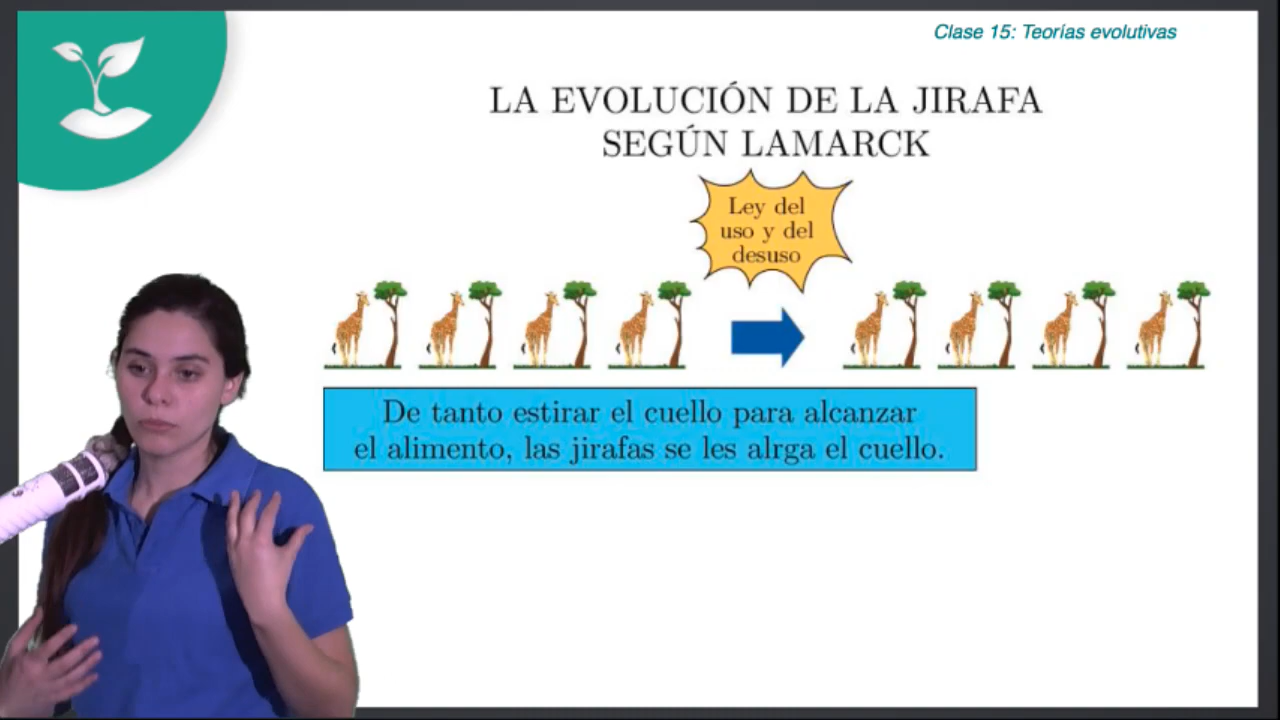 Clase 15: Teorías evolutivas
LA EVOLUCIÓN DE LA JIRAFA
SEGÚN LAMARCK
Ley del
uso y del
desuso
De tanto estirar el cuello para alcanzar
el alimento, las jirafas se les alrga el cuello.